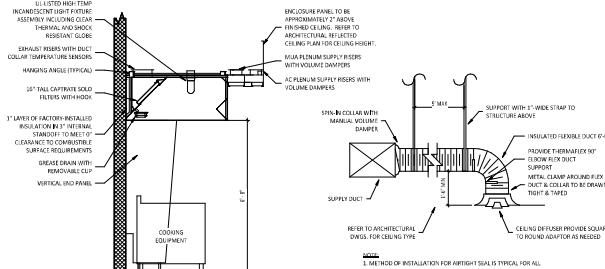 UL-LISTED HIGH TEMP
INCANDESCENT LIGHT FIXTURE
ASSEMBLY INCLUDING CLEAR
THERMAL AND SHOCK
RESISTANT GLOBE
EXHAUST RISERS WITH DUCT
COLLAR TEMPERATURE SENSORS
HANGING ANGLE (TYPICAL)
16" TALL CAPTRATE SOLO
FILTERS WITH HOOK
1" LAYER OF FACTORY-INSTALLED
INSULATION IN 3" INTERNAL
STANDOFF TO MEET 0"
CLEARANCE TO COMBUSTIBLE
SURFACE REQUIREMENTS
GREASE DRAIN WITH
REMOVABLE CUP
VERTICAL END PANEL
COOKING
EQUIPMENT
ENCLOSURE PANEL TO BE
APPROXIMATELY 2" ABOVE
FINISHED CEILING. REFER TO
ARCHITECTURAL REFLECTED
CEILING PLAN FOR CEILING HEIGHT.
MUA PLENUM SUPPLY RISERS
WITH VOLUME DAMPERS
AC PLENUM SUPPLY RISERS WITH
VOLUME DAMPERS
5' MAX
SPIN-IN COLLAR WITH
MANUAL VOLUME
DAMPER
SUPPORT WITH 1"-WIDE STRAP TO
STRUCTURE ABOVE
INSULATED FLEXIBLE DUCT 6'-
PROVIDE THERMAFLEX 90°
ELBOW FLEX DUCT
SUPPORT
METAL CLAMP AROUND FLEX
DUCT & COLLAR TO BE DRAW
TIGHT & TAPED
1'-6" MIN
SUPPLY DUCT
REFER TO ARCHITECTURAL
DWGS. FOR CEILING TYPE
CEILING DIFFUSER PROVIDE SQUAR
TO ROUND ADAPTOR AS NEEDED
NOTE:
1. METHOD OF INSTALLATION FOR AIRTIGHT SEAL IS TYPICAL FOR ALL